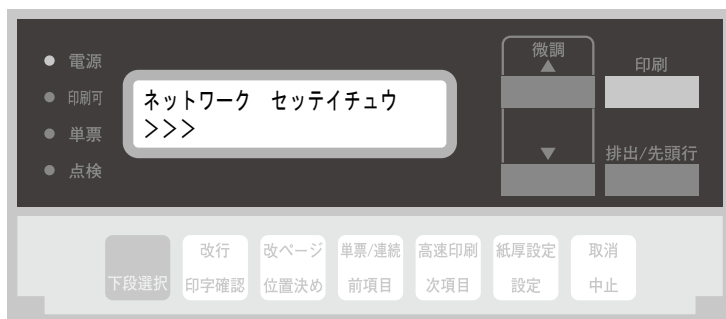 電源
印刷可
単票
点検
ネットワーク セッテイチュウ
>>>
微調
▲
▼
印刷
排出/先頭行
下段選択
改行
印字確認
改ページ
位置決め
単票/連続
前項目
高速印刷
次項目
紙厚設定
設定
取消
中止